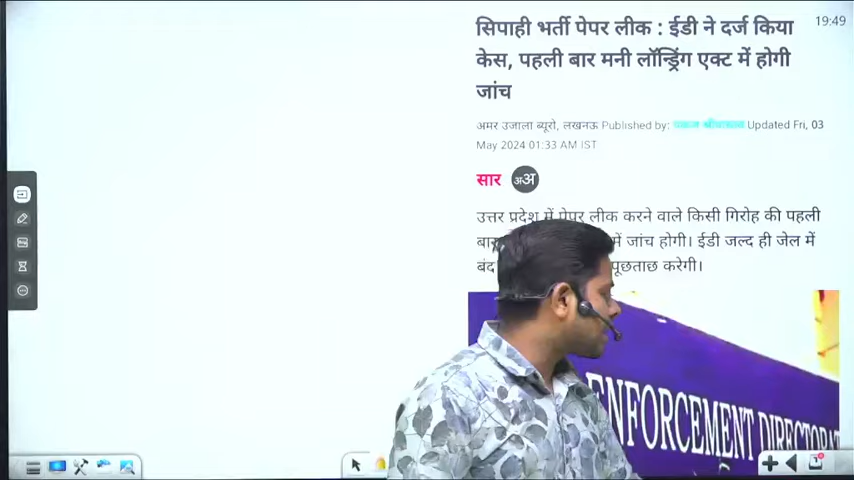 19:49
सिपाही भर्ती पेपर लीक : ईडी ने दर्ज किया
केस, पहली बार मनी लॉन्ड्रिंग एक्ट में होगी
जांच
अमर उजाला ब्यूरो, लखनऊ Published by: Updated Fri, 03
May 2024 01:33 AM IST
सार अ-अ
उत्तर प्रदेश में पेपर लीक करने वाले किसी गिरोह की पहली
बार में जांच होगी। ईडी जल्द ही जेल में
बंद पूछताछ करेगी।
ENFORCEMENT DIRECTORAT